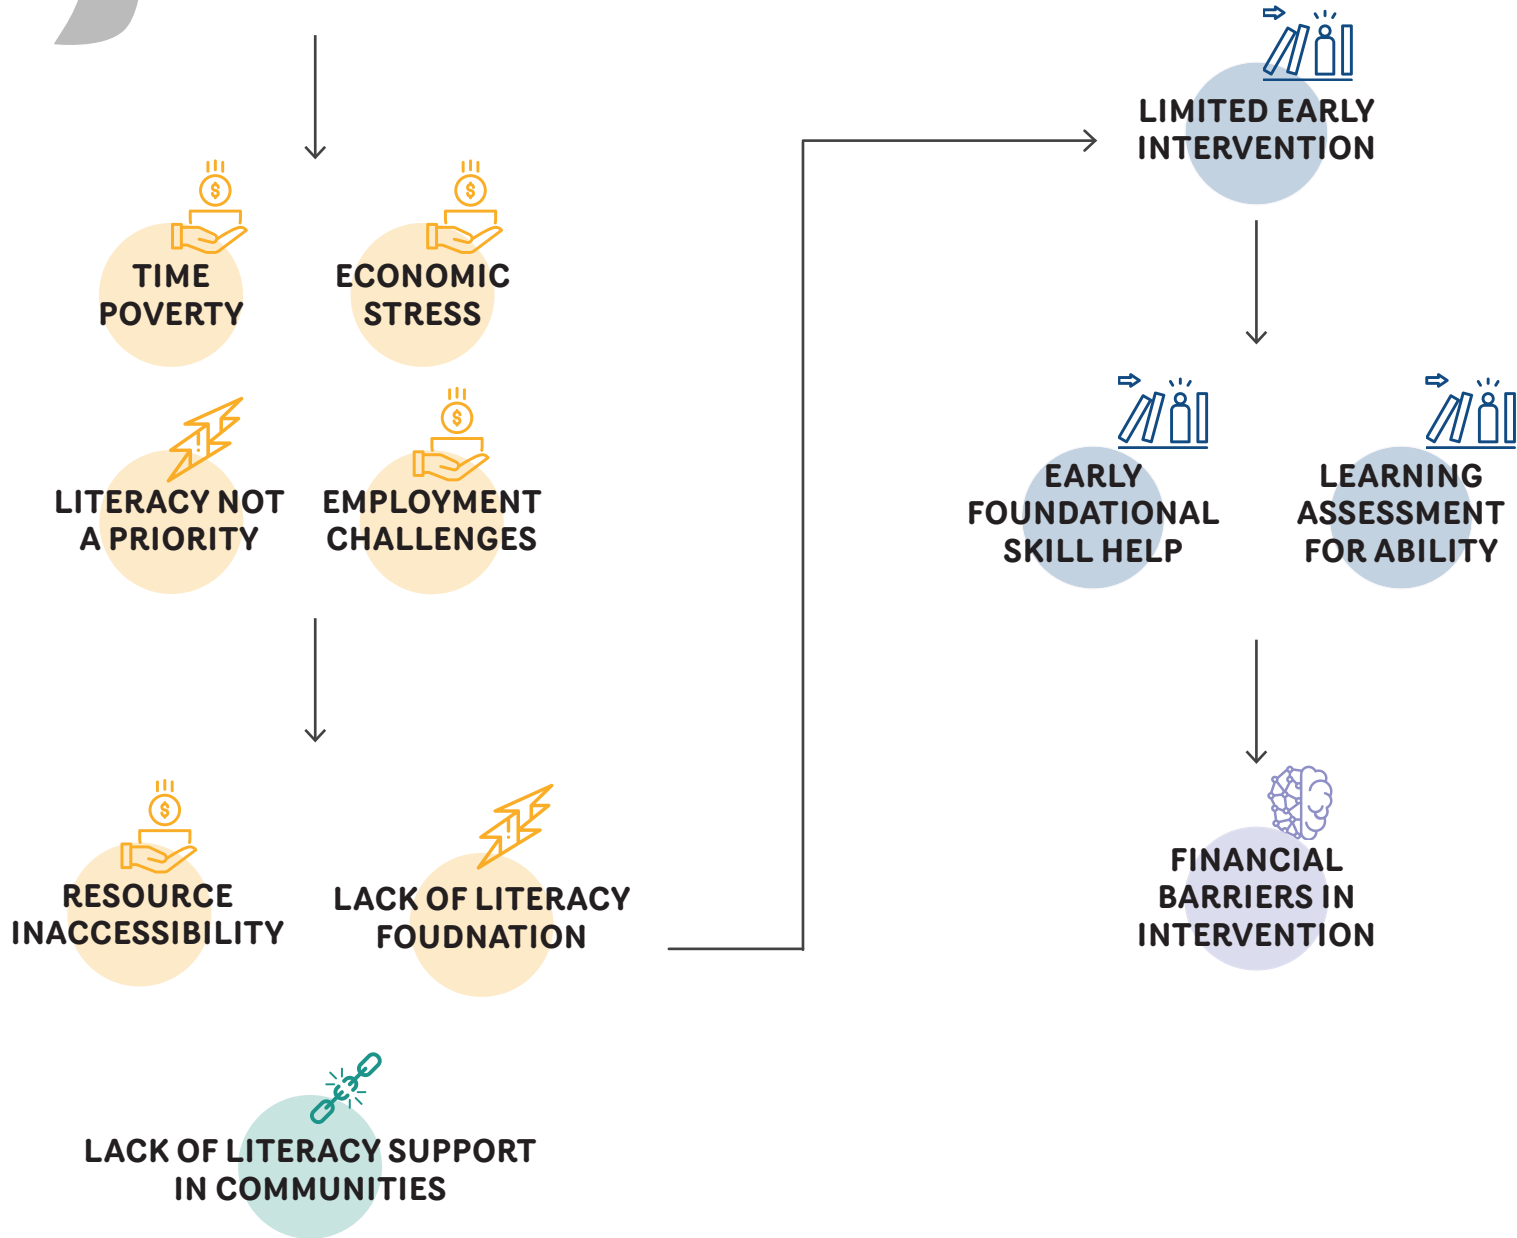 TIME
POVERTY
ECONOMIC
STRESS
LITERACY NOT
A PRIORITY
EMPLOYMENT
CHALLENGES
RESOURCE
INACCESSIBILITY
LACK OF LITERACY
FOUDNATION
LACK OF LITERACY SUPPORT
IN COMMUNITIES
LIMITED EARLY
INTERVENTION
EARLY
FOUNDATIONAL
SKILL HELP
LEARNING
ASSESSMENT
FOR ABILITY
FINANCIAL
BARRIERS IN
INTERVENTION